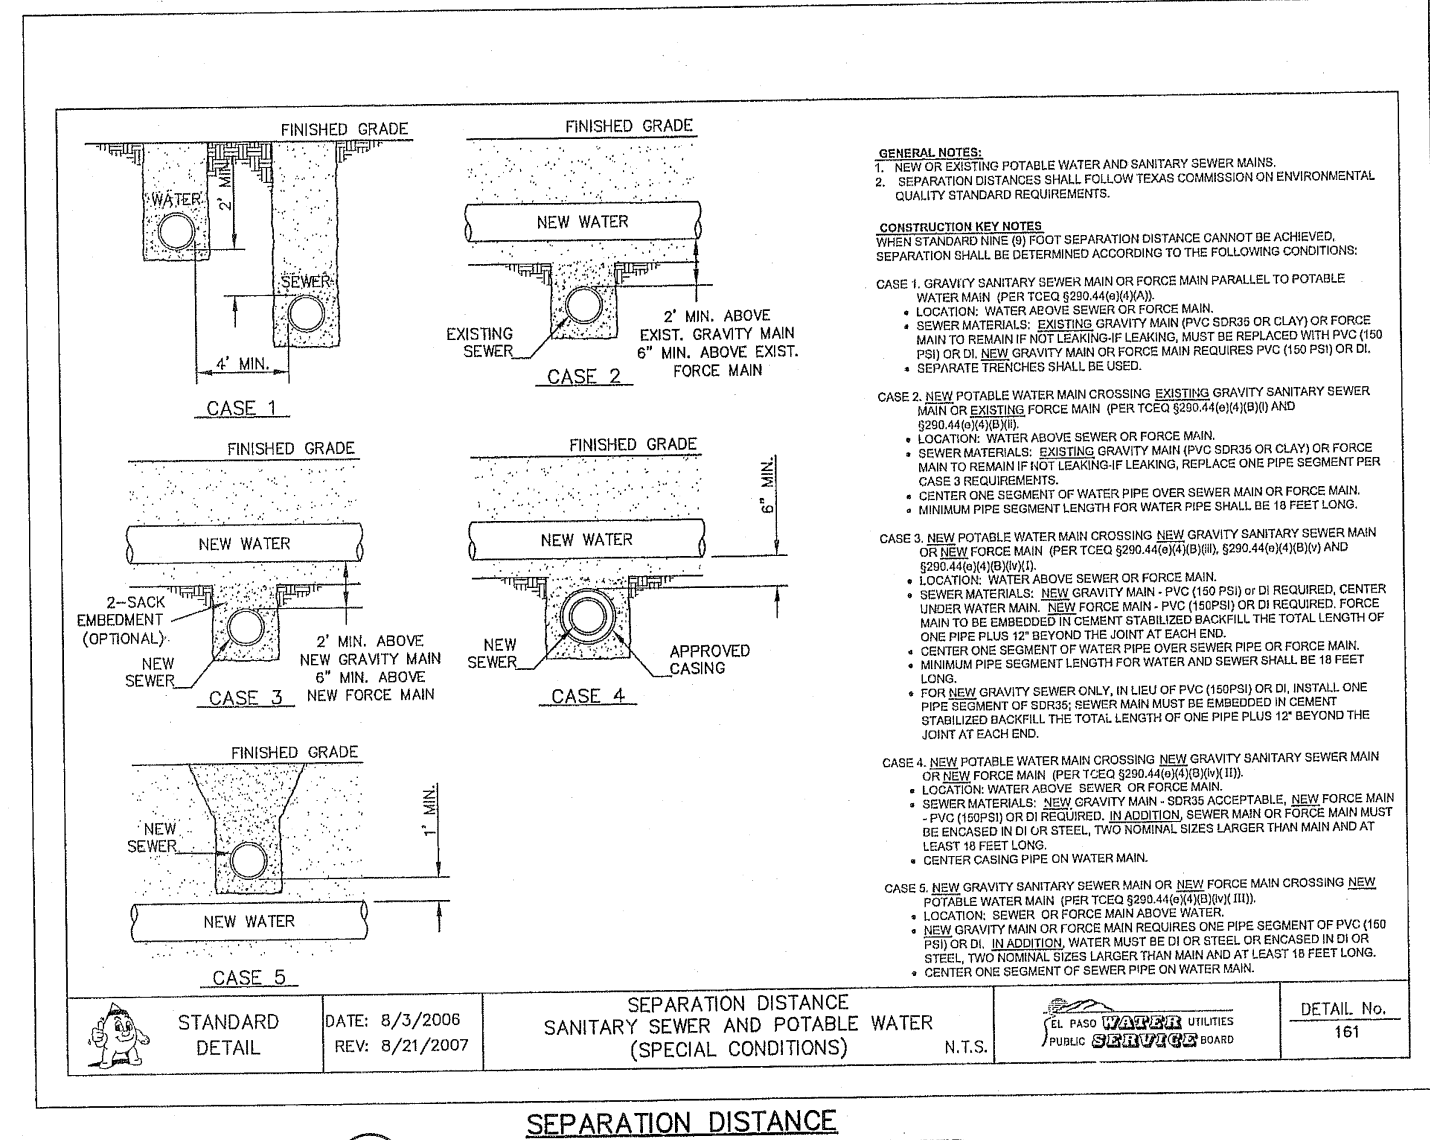 FINISHED GRADE
WATER
2' MIN.
SEWER
4' MIN.
CASE 1
FINISHED GRADE
NEW WATER
EXISTING
SEWER
2' MIN. ABOVE
EXIST. GRAVITY MAIN
6" MIN. ABOVE EXIST.
FORCE MAIN
CASE 2
FINISHED GRADE
NEW WATER
2-SACK
EMBEDMENT
(OPTIONAL)
NEW
SEWER
2' MIN. ABOVE
NEW GRAVITY MAIN
6" MIN. ABOVE
NEW FORCE MAIN
CASE 3
FINISHED GRADE
6" MIN.
NEW WATER
NEW
SEWER
APPROVED
CASING
CASE 4
FINISHED GRADE
1' MIN.
NEW
SEWER
NEW WATER
CASE 5
GENERAL NOTES:
1. NEW OR EXISTING POTABLE WATER AND SANITARY SEWER MAINS.
2. SEPARATION DISTANCES SHALL FOLLOW TEXAS COMMISSION ON ENVIRONMENTAL
QUALITY STANDARD REQUIREMENTS.
CONSTRUCTION KEY NOTES
WHEN STANDARD NINE (9) FOOT SEPARATION DISTANCE CANNOT BE ACHIEVED,
SEPARATION SHALL BE DETERMINED ACCORDING TO THE FOLLOWING CONDITIONS:
CASE 1. GRAVITY SANITARY SEWER MAIN OR FORCE MAIN PARALLEL TO POTABLE
WATER MAIN (PER TCEQ §290.44(e)(4)(A)).
• LOCATION: WATER ABOVE SEWER OR FORCE MAIN.
• SEWER MATERIALS: EXISTING GRAVITY MAIN (PVC SDR35 OR CLAY) OR FORCE
MAIN TO REMAIN IF NOT LEAKING-IF LEAKING, MUST BE REPLACED WITH PVC (150
PSI) OR DI. NEW GRAVITY MAIN OR FORCE MAIN REQUIRES PVC (150 PSI) OR DI.
• SEPARATE TRENCHES SHALL BE USED.
CASE 2. NEW POTABLE WATER MAIN CROSSING EXISTING GRAVITY SANITARY SEWER
MAIN OR EXISTING FORCE MAIN (PER TCEQ §290.44(e)(4)(B)(i) AND
§290.44(e)(4)(B)(ii).
• LOCATION: WATER ABOVE SEWER OR FORCE MAIN.
• SEWER MATERIALS: EXISTING GRAVITY MAIN (PVC SDR35 OR CLAY) OR FORCE
MAIN TO REMAIN IF NOT LEAKING-IF LEAKING, REPLACE ONE PIPE SEGMENT PER
CASE 3 REQUIREMENTS.
• CENTER ONE SEGMENT OF WATER PIPE OVER SEWER MAIN OR FORCE MAIN.
• MINIMUM PIPE SEGMENT LENGTH FOR WATER PIPE SHALL BE 18 FEET LONG.
CASE 3. NEW POTABLE WATER MAIN CROSSING NEW GRAVITY SANITARY SEWER MAIN
OR NEW FORCE MAIN (PER TCEQ §290.44(e)(4)(B)(iii), §290.44(e)(4)(B)(v) AND
§290.44(e)(4)(B)(iv)(I).
• LOCATION: WATER ABOVE SEWER OR FORCE MAIN.
• SEWER MATERIALS: NEW GRAVITY MAIN - PVC (150 PSI) or DI REQUIRED, CENTER
UNDER WATER MAIN. NEW FORCE MAIN - PVC (150PSI) OR DI REQUIRED. FORCE
MAIN TO BE EMBEDDED IN CEMENT STABILIZED BACKFILL THE TOTAL LENGTH OF
ONE PIPE PLUS 12" BEYOND THE JOINT AT EACH END.
• CENTER ONE SEGMENT OF WATER PIPE OVER SEWER PIPE OR FORCE MAIN.
• MINIMUM PIPE SEGMENT LENGTH FOR WATER AND SEWER SHALL BE 18 FEET
LONG.
• FOR NEW GRAVITY SEWER ONLY, IN LIEU OF PVC (150PSI) OR DI, INSTALL ONE
PIPE SEGMENT OF SDR35; SEWER MAIN MUST BE EMBEDDED IN CEMENT
STABILIZED BACKFILL THE TOTAL LENGTH OF ONE PIPE PLUS 12" BEYOND THE
JOINT AT EACH END.
CASE 4. NEW POTABLE WATER MAIN CROSSING NEW GRAVITY SANITARY SEWER MAIN
OR NEW FORCE MAIN (PER TCEQ §290.44(e)(4)(B)(iv)(II)).
• LOCATION: WATER ABOVE SEWER OR FORCE MAIN.
• SEWER MATERIALS: NEW GRAVITY MAIN - SDR35 ACCEPTABLE, NEW FORCE MAIN
- PVC (150PSI) OR DI REQUIRED. IN ADDITION, SEWER MAIN OR FORCE MAIN MUST
BE ENCASED IN DI OR STEEL, TWO NOMINAL SIZES LARGER THAN MAIN AND AT
LEAST 18 FEET LONG.
• CENTER CASING PIPE ON WATER MAIN.
CASE 5. NEW GRAVITY SANITARY SEWER MAIN OR NEW FORCE MAIN CROSSING NEW
POTABLE WATER MAIN (PER TCEQ §290.44(e)(4)(B)(iv)(III)).
• LOCATION: SEWER OR FORCE MAIN ABOVE WATER.
• NEW GRAVITY MAIN OR FORCE MAIN REQUIRES ONE PIPE SEGMENT OF PVC (150
PSI) OR DI. IN ADDITION, WATER MUST BE DI OR STEEL OR ENCASED IN DI OR
STEEL, TWO NOMINAL SIZES LARGER THAN MAIN AND AT LEAST 18 FEET LONG.
• CENTER ONE SEGMENT OF SEWER PIPE ON WATER MAIN.
STANDARD
DETAIL
DATE: 8/3/2006
REV: 8/21/2007
SEPARATION DISTANCE
SANITARY SEWER AND POTABLE WATER
(SPECIAL CONDITIONS)
N.T.S.
EL PASO WATER UTILITIES
PUBLIC SERVICE BOARD
DETAIL No.
161
SEPARATION DISTANCE